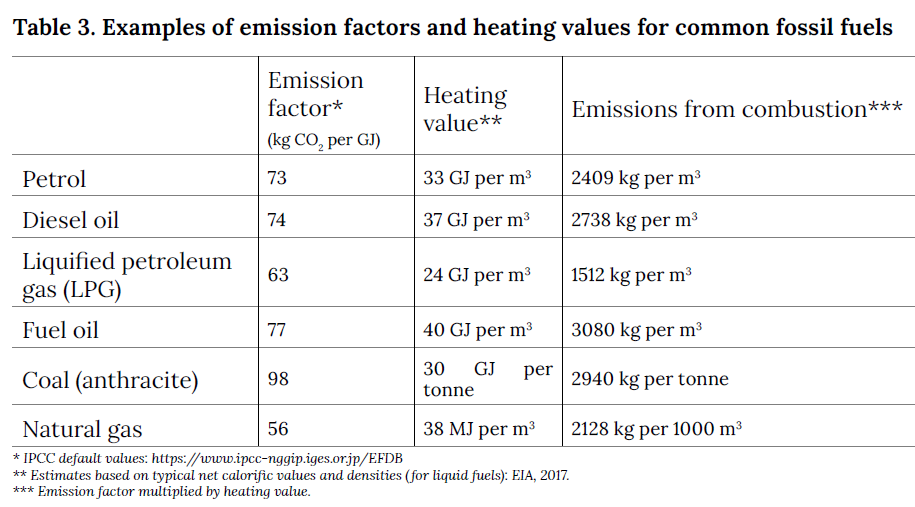 Table 3. Examples of emission factors and heating values for common fossil fuels
Emission factor* (kg CO₂ per GJ) Heating value** Emissions from combustion***
Petrol 73 33 GJ per m³ 2409 kg per m³
Diesel oil 74 37 GJ per m³ 2738 kg per m³
Liquified petroleum gas (LPG) 63 24 GJ per m³ 1512 kg per m³
Fuel oil 77 40 GJ per m³ 3080 kg per m³
Coal (anthracite) 98 30 GJ per tonne 2940 kg per tonne
Natural gas 56 38 MJ per m³ 2128 kg per 1000 m³
* IPCC default values: https://www.ipcc-nggip.iges.or.jp/EFDB
** Estimates based on typical net calorific values and densities (for liquid fuels): EIA, 2017.
*** Emission factor multiplied by heating value.